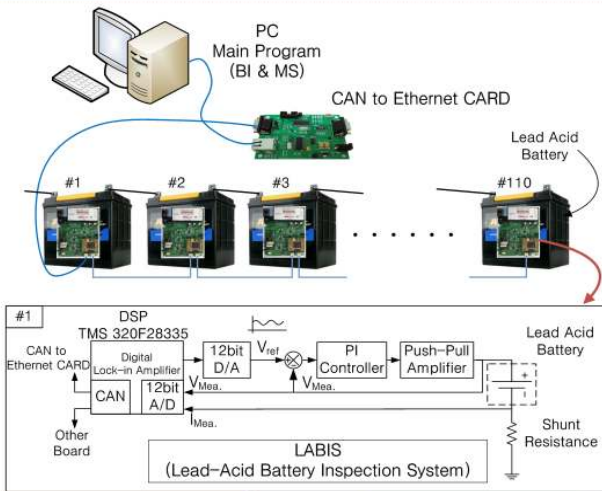 PC
Main Program
(BI & MS)
CAN to Ethernet CARD
Lead Acid
Battery
#1
#2
#3
#110
#1
DSP
TMS 320F28335
CAN to
Ethernet CARD
Digital
Lock-in Amplifier
CAN
12bit
A/D
12bit
D/A
Vref
VMea.
VMea.
IMea.
PI
Controller
Push-Pull
Amplifier
Lead Acid
Battery
+
-
Shunt
Resistance
Other
Board
LABIS
(Lead-Acid Battery Inspection System)